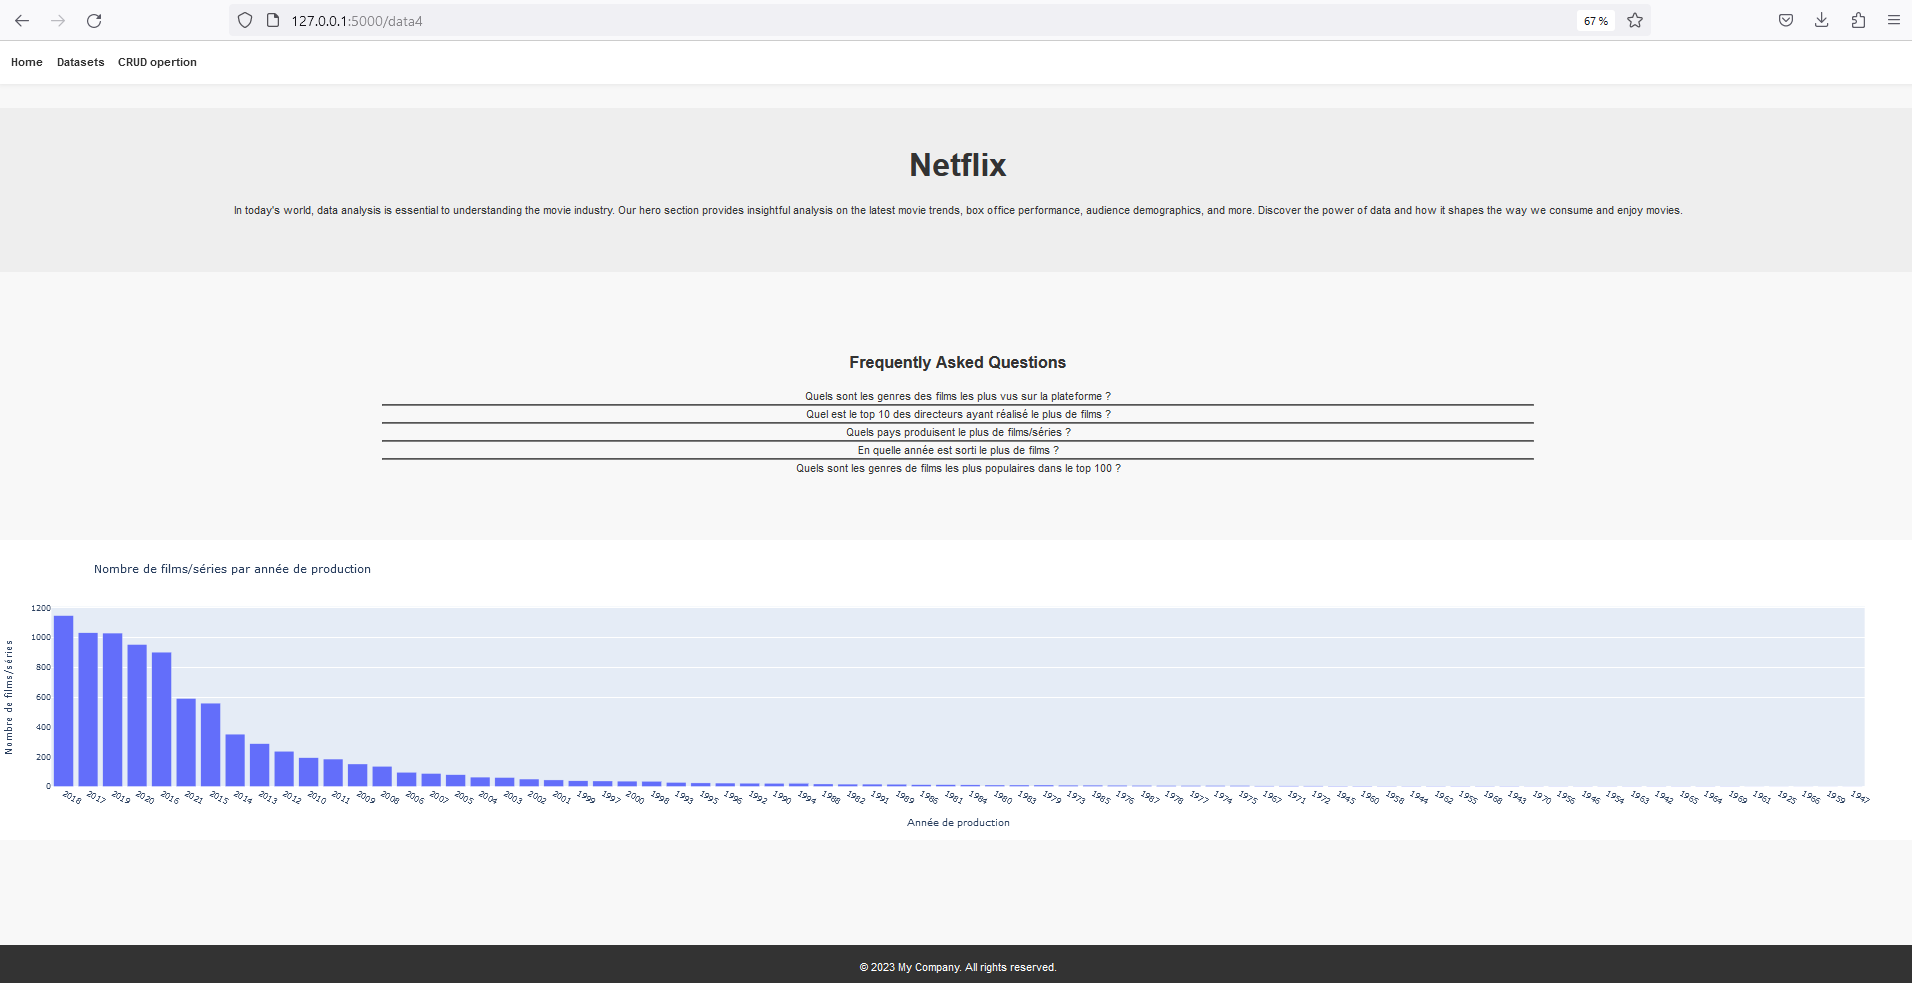 127.0.0.1:5000/data4
67 %
Home Datasets CRUD opertion
Netflix
In today's world, data analysis is essential to understanding the movie industry. Our hero section provides insightful analysis on the latest movie trends, box office performance, audience demographics, and more. Discover the power of data and how it shapes the way we consume and enjoy movies.
Frequently Asked Questions
Quels sont les genres des films les plus vus sur la plateforme ?
Quel est le top 10 des directeurs ayant réalisé le plus de films ?
Quels pays produisent le plus de films/séries ?
En quelle année est sorti le plus de films ?
Quels sont les genres de films les plus populaires dans le top 100 ?
Nombre de films/séries par année de production
Nombre de films/séries
1200
1000
800
600
400
200
0
2018 2017 2019 2020 2016 2021 2015 2014 2013 2012 2010 2011 2009 2008 2006 2007 2005 2004 2003 2002 2001 1999 1997 2000 1998 1993 1995 1996 1992 1990 1994 1988 1982 1991 1989 1986 1981 1984 1980 1983 1979 1973 1985 1976 1978 1977 1974 1975 1967 1971 1972 1945 1960 1958 1944 1962 1955 1968 1943 1970 1956 1946 1954 1963 1942 1965 1964 1969 1961 1925 1966 1959 1947
Année de production
© 2023 My Company. All rights reserved.